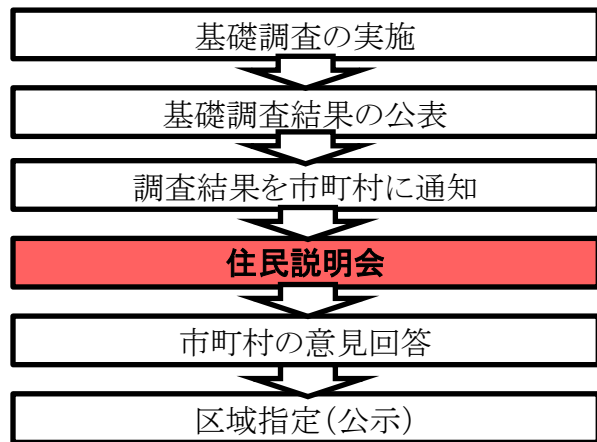 基礎調査の実施
基礎調査結果の公表
調査結果を市町村に通知
住民説明会
市町村の意見回答
区域指定（公示）